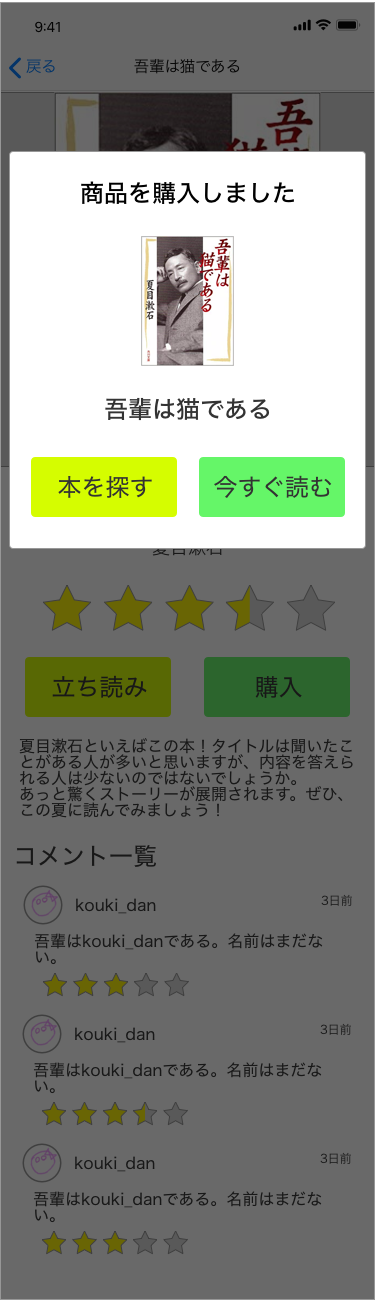 9:41
戻る
吾輩は猫である
吾輩
猫
商品を購入しました
吾輩は
猫である
夏目漱石
吾輩は猫である
本を探す
今すぐ読む
夏目漱石
立ち読み
購入
夏目漱石といえばこの本！タイトルは聞いたこ
とがある人が多いと思いますが、内容を答えら
れる人は少ないのではないでしょうか。
あっと驚くストーリーが展開されます。ぜひ、
この夏に読んでみましょう！
コメント一覧
kouki_dan
3日前
吾輩はkouki_danである。名前はまだな
い。
kouki_dan
3日前
吾輩はkouki_danである。名前はまだな
い。
kouki_dan
3日前
吾輩はkouki_danである。名前はまだな
い。